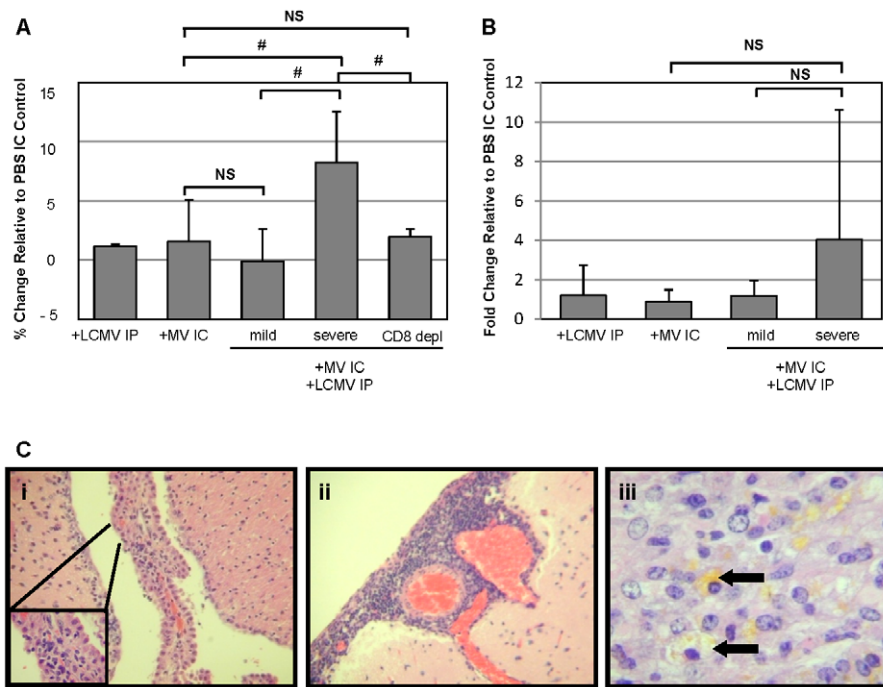 A
NS
#
#
#
NS
% Change Relative to PBS IC Control
15
10
5
0
- 5
+LCMV IP
+MV IC
mild
severe
CD8 depl
+MV IC
+LCMV IP
B
NS
NS
Fold Change Relative to PBS IC Control
12
10
8
6
4
2
0
+LCMV IP
+MV IC
mild
severe
+MV IC
+LCMV IP
C
i
ii
iii